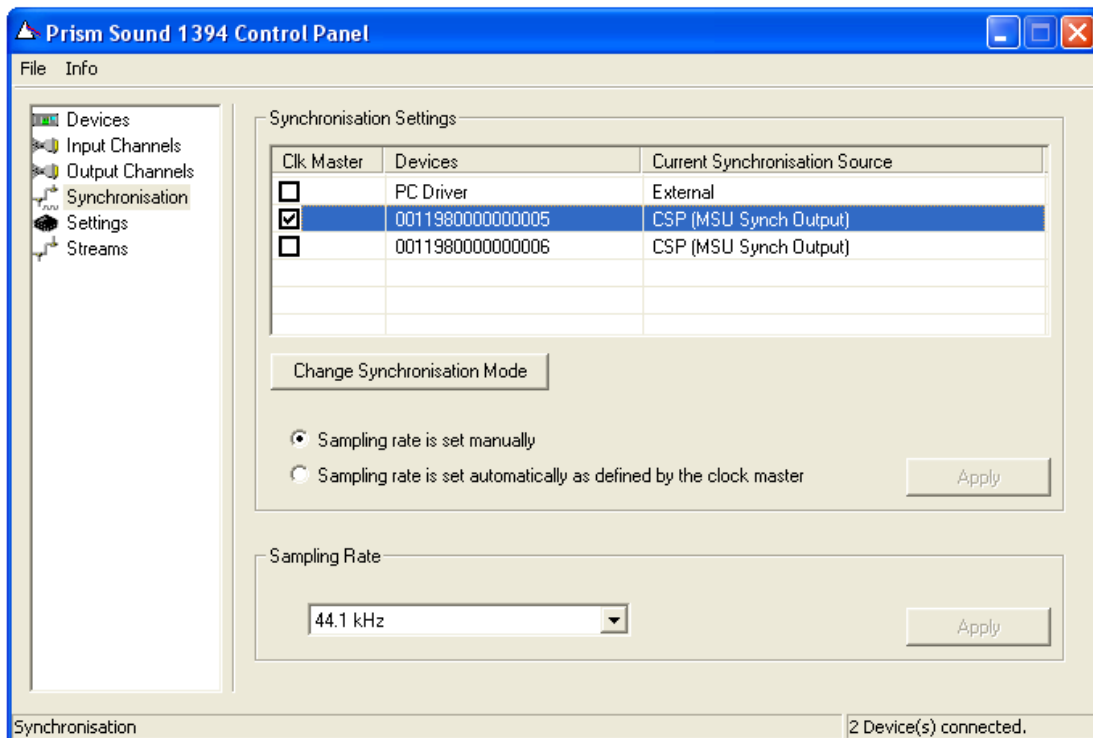 Prism Sound 1394 Control Panel
File Info
Devices
Input Channels
Output Channels
Synchronisation
Settings
Streams
Synchronisation Settings
Clk Master Devices Current Synchronisation Source
PC Driver External
0011980000000005 CSP (MSU Synch Output)
0011980000000006 CSP (MSU Synch Output)
Change Synchronisation Mode
Sampling rate is set manually
Sampling rate is set automatically as defined by the clock master
Apply
Sampling Rate
44.1 kHz
Apply
Synchronisation
2 Device(s) connected.